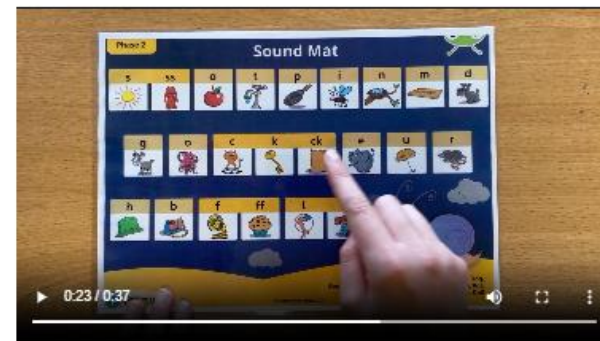 Phase 2
Sound Mat
s ss a t p i n m d
g o c k ck e u r
h b f ff l
0:23 / 0:37